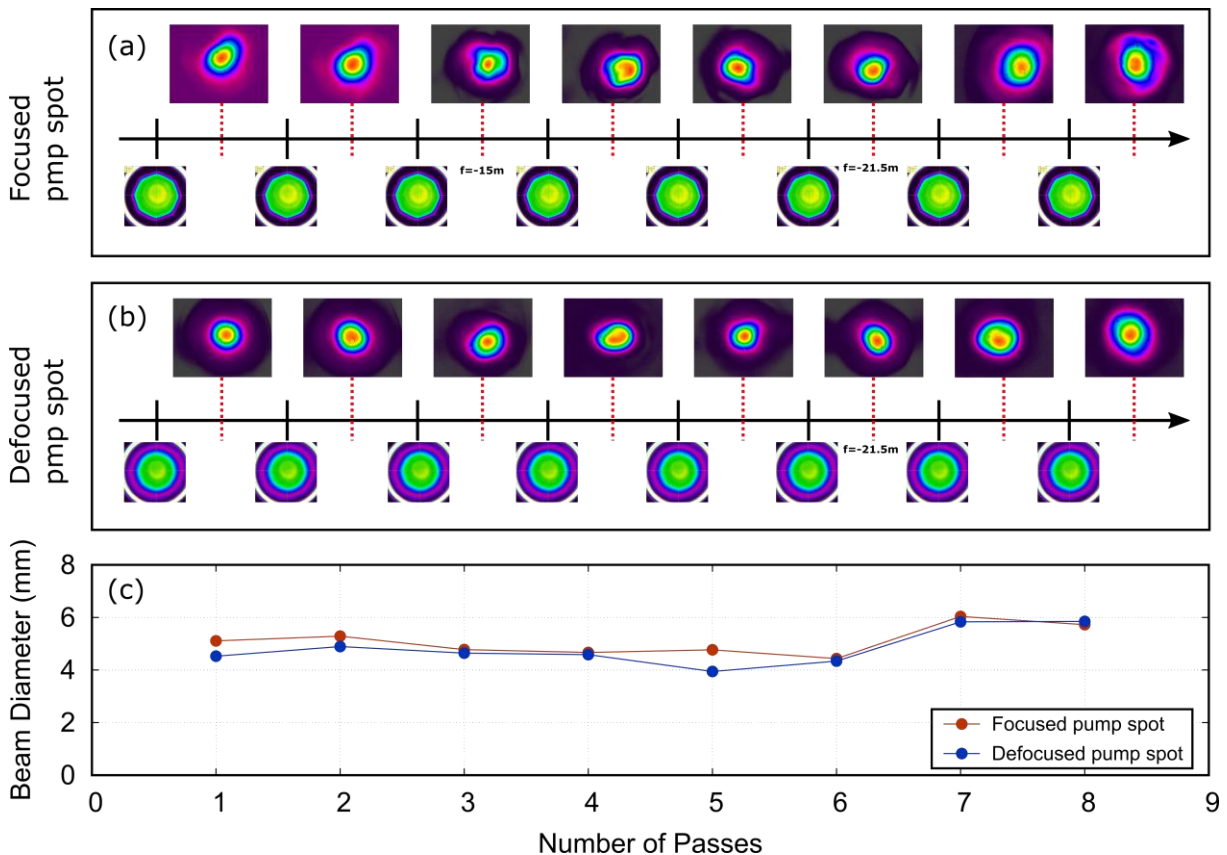 (a)
Focused
pmp spot
f=-15m
f=-21.5m
(b)
Defocused
pmp spot
f=-21.5m
(c)
Beam Diameter (mm)
8
6
4
2
0
Focused pump spot
Defocused pump spot
0 1 2 3 4 5 6 7 8 9
Number of Passes